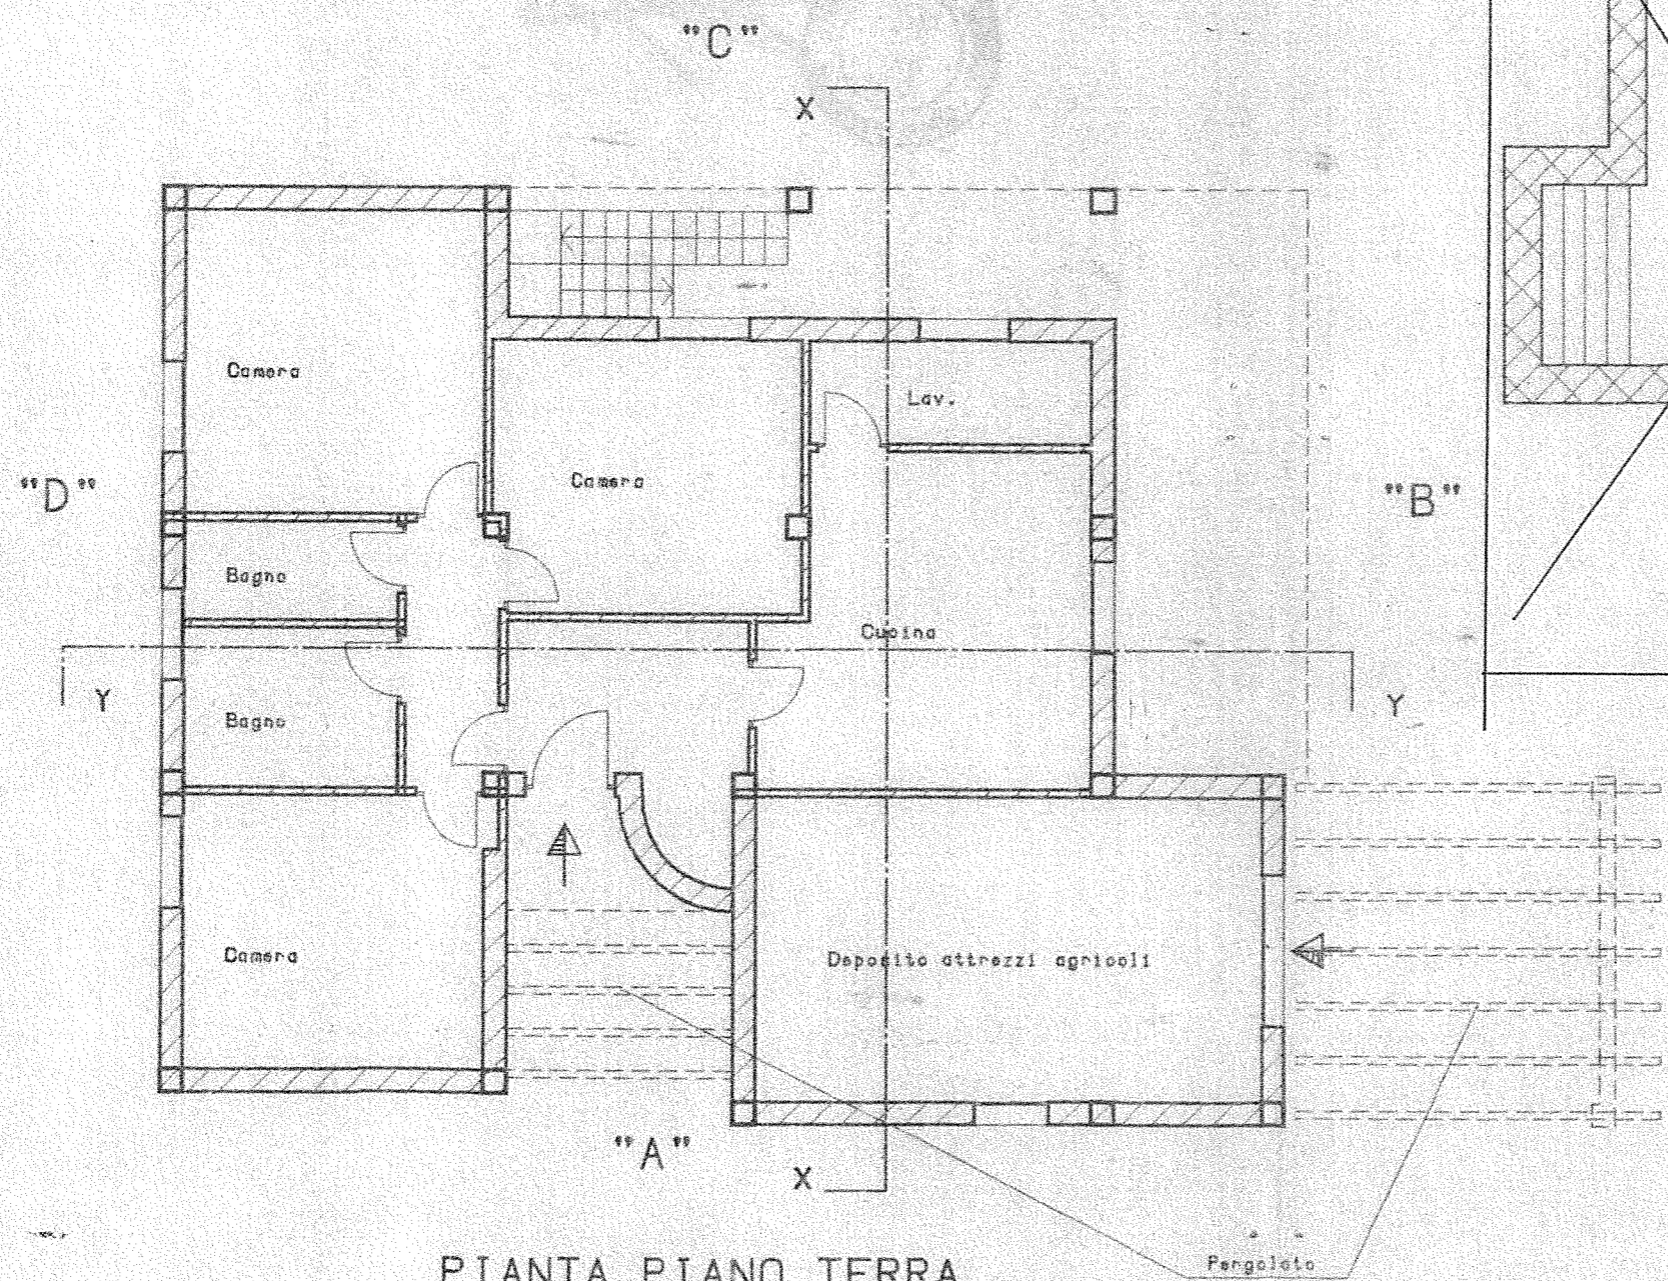 "C"
X
Camera
Lav.
Camera
"D"
"B"
Bagno
Cucina
Y
Y
Bagno
Camera
Deposito attrezzi agricoli
"A"
X
Pergolato
PIANTA PIANO TERRA